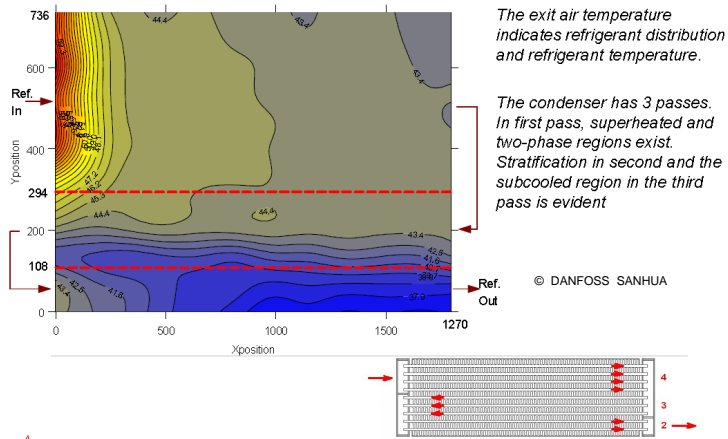 736
600
400
294
200
108
0
Yposition
Ref.
In
44.4
43.4
47.2
46.2
45.3
44.4
44.4
43.4
42.5
41.6
43.4
42.5
41.6
37.9
Ref.
Out
0
500
1000
1500
1270
Xposition
The exit air temperature
indicates refrigerant distribution
and refrigerant temperature.
The condenser has 3 passes.
In first pass, superheated and
two-phase regions exist.
Stratification in second and the
subcooled region in the third
pass is evident
© DANFOSS SANHUA
4
3
2
4